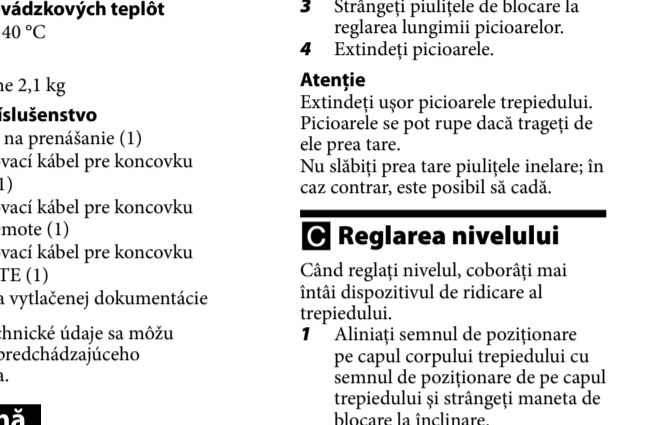 vádzkových teplôt
40 °C
ne 2,1 kg
íslušenstvo
na prenášanie (1)
vací kábel pre koncovku
1)
vací kábel pre koncovku
mote (1)
vací kábel pre koncovku
TE (1)
a vytlačenej dokumentácie
chnické údaje sa môžu
predchádzajúceho
a.
nă
3 Strângeți piulițele de blocare la
reglarea lungimii picioarelor.
4 Extindeți picioarele.
Atenție
Extindeți ușor picioarele trepiedului.
Picioarele se pot rupe dacă trageți de
ele prea tare.
Nu slăbiți prea tare piulițele inelare; în
caz contrar, este posibil să cadă.
C Reglarea nivelului
Când reglați nivelul, coborâți mai
întâi dispozitivul de ridicare al
trepiedului.
1 Aliniați semnul de poziționare
pe capul corpului trepiedului cu
semnul de poziționare de pe capul
trepiedului și strângeți maneta de
blocare la înclinare.